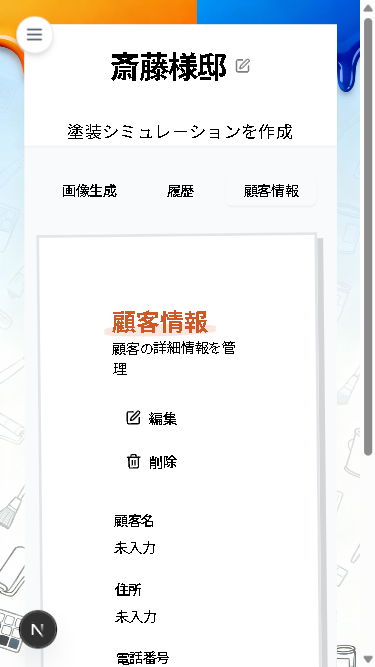 斎藤様邸
塗装シミュレーションを作成
画像生成
履歴
顧客情報
顧客情報
顧客の詳細情報を管
理
編集
削除
顧客名
未入力
住所
未入力
電話番号
N